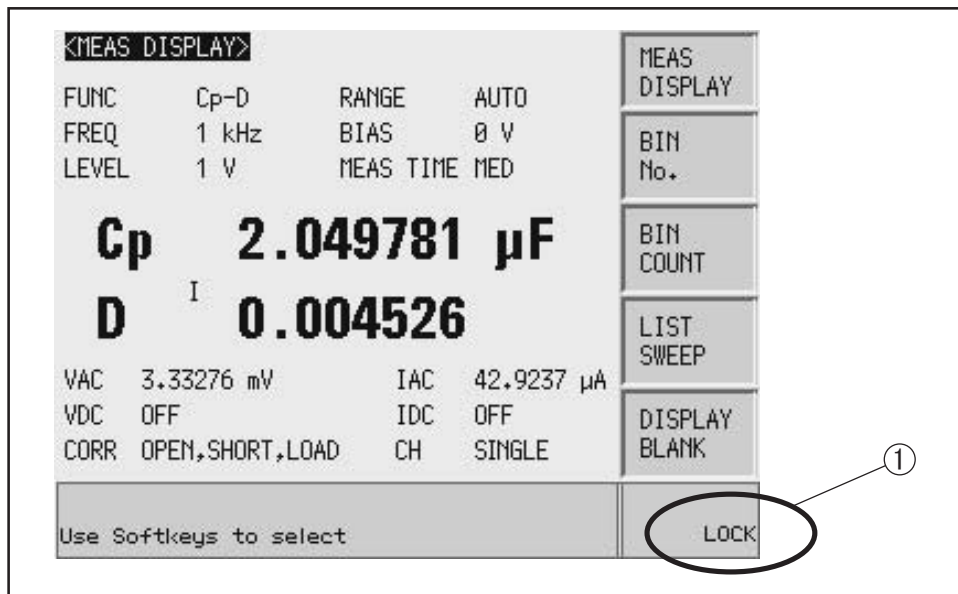 <MEAS DISPLAY>
FUNC Cp-D RANGE AUTO
FREQ 1 kHz BIAS 0 V
LEVEL 1 V MEAS TIME MED
Cp 2.049781 µF
I
D 0.004526
VAC 3.33276 mV IAC 42.9237 µA
VDC OFF IDC OFF
CORR OPEN,SHORT,LOAD CH SINGLE
Use Softkeys to select
MEAS
DISPLAY
BIN
No.
BIN
COUNT
LIST
SWEEP
DISPLAY
BLANK
LOCK
①